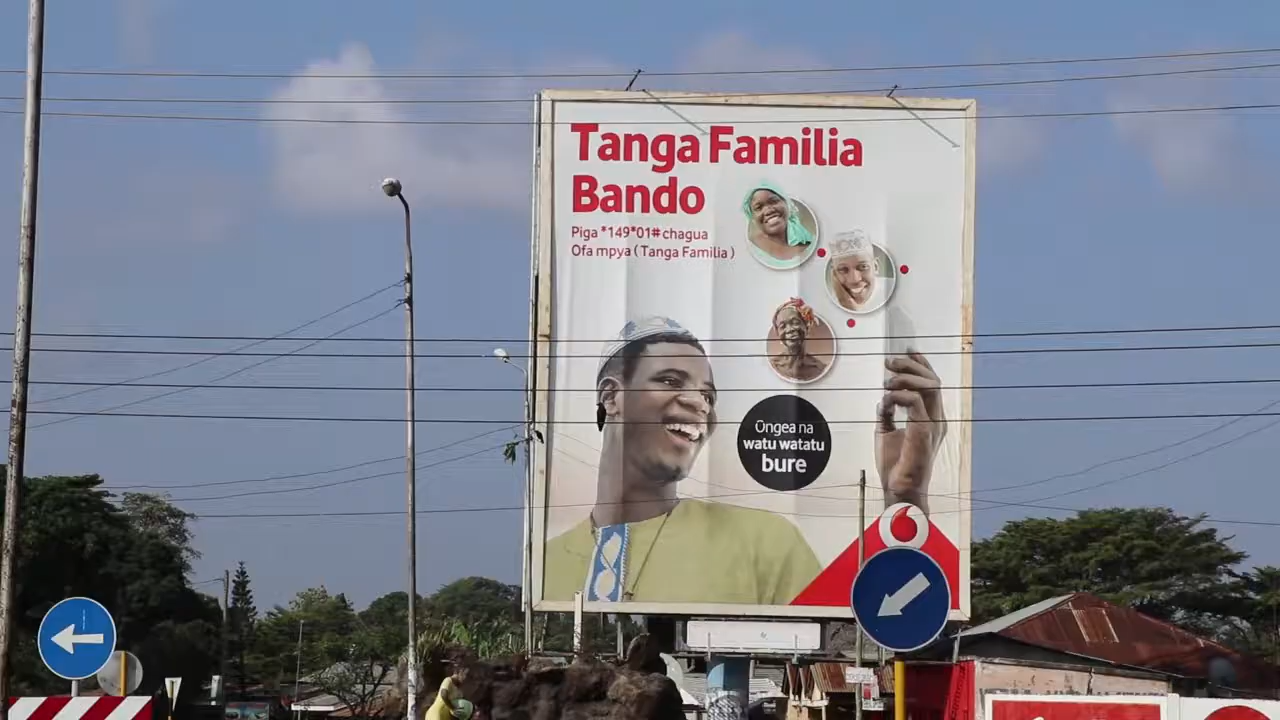 Tanga Familia
Bando
Piga *149*01# chagua
Ofa mpya ( Tanga Familia )
Ongea na
watu watatu
bure